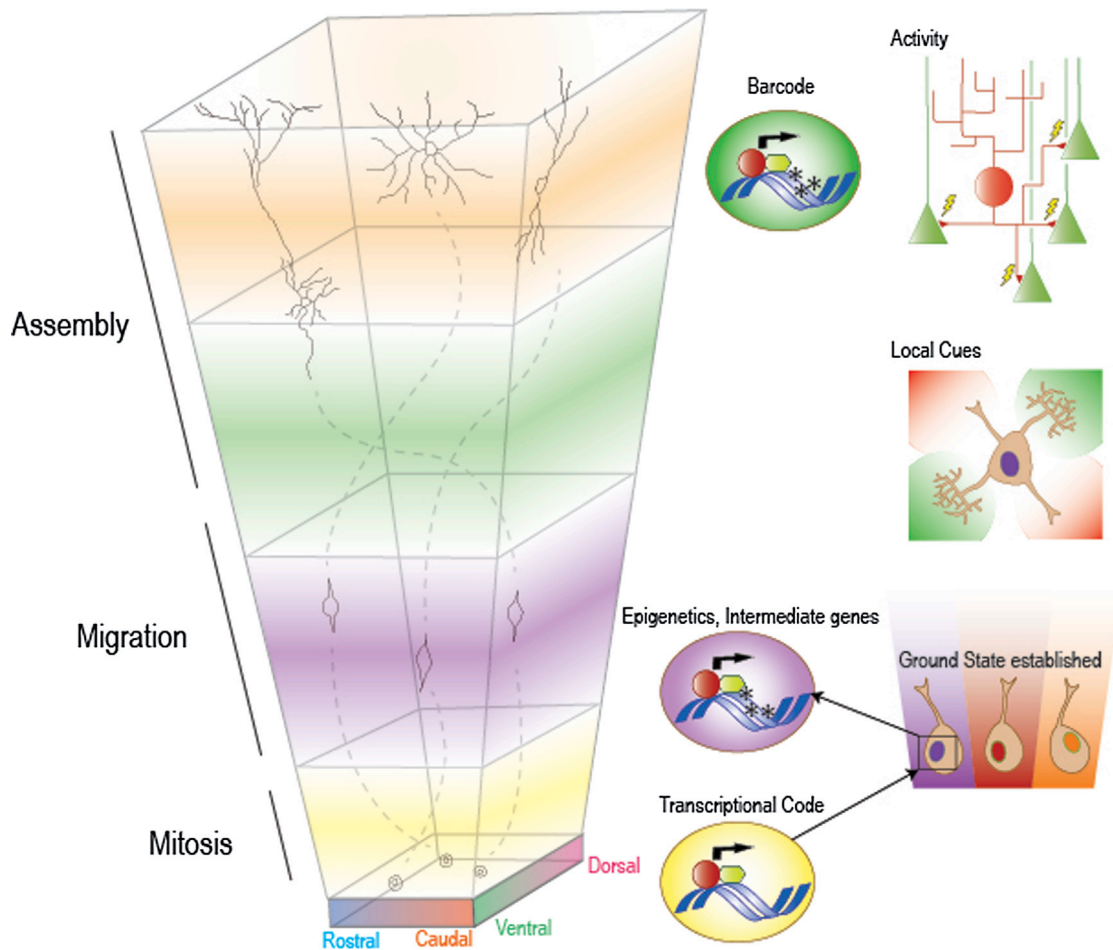 Activity
Barcode
Assembly
Local Cues
Epigenetics, Intermediate genes
Migration
Ground State established
Transcriptional Code
Mitosis
Dorsal
Ventral
Rostral
Caudal